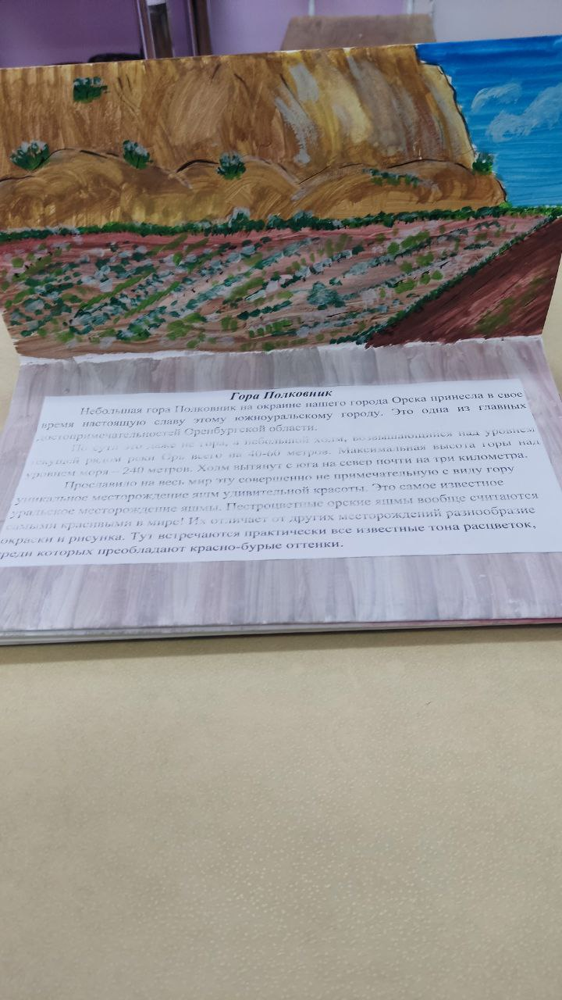 Гора Полковник
Небольшая гора Полковник на окраине нашего города Орска принесла в свое
время настоящую славу этому южноуральскому городу. Это одна из главных
достопримечательностей Оренбургской области.
По сути это даже не гора, а небольшой холм, возвышающийся над уровнем
текущей рядом реки Орь всего на 40-60 метров. Максимальная высота горы над
уровнем моря – 240 метров. Холм вытянут с юга на север почти на три километра.
Прославило на весь мир эту совершенно не примечательную с виду гору
уникальное месторождение яшм удивительной красоты. Это самое известное
уральское месторождение яшмы. Пестроцветные орские яшмы вообще считаются
самыми красивыми в мире! Их отличает от других месторождений разнообразие
окраски и рисунка. Тут встречаются практически все известные тона расцветок,
среди которых преобладают красно-бурые оттенки.